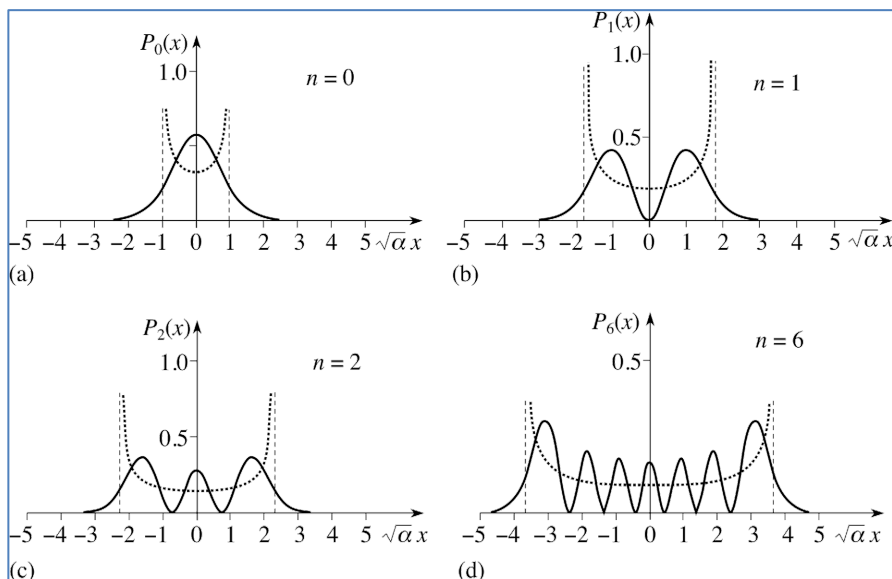 P₀(x)
1.0
n = 0
−5 −4 −3 −2 −1 0 1 2 3 4 5 √α x
(a)
P₁(x)
1.0
n = 1
0.5
−5 −4 −3 −2 −1 0 1 2 3 4 5 √α x
(b)
P₂(x)
1.0
n = 2
0.5
−5 −4 −3 −2 −1 0 1 2 3 4 5 √α x
(c)
P₆(x)
n = 6
0.5
−5 −4 −3 −2 −1 0 1 2 3 4 5 √α x
(d)